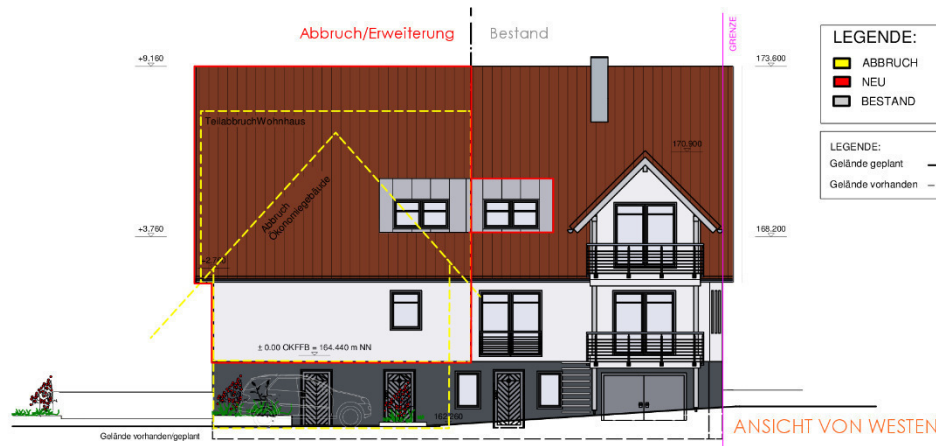 Abbruch/Erweiterung
Bestand
GRENZE
+9.160
173.600
TeilabbruchWohnhaus
170.900
Abbruch
Ökonomiegebäude
+3,760
168,200
± 0.00 OKFFB = 164.440 m NN
162.260
Gelände vorhanden/geplant
ANSICHT VON WESTEN
LEGENDE:
ABBRUCH
NEU
BESTAND
LEGENDE:
Gelände geplant
Gelände vorhanden